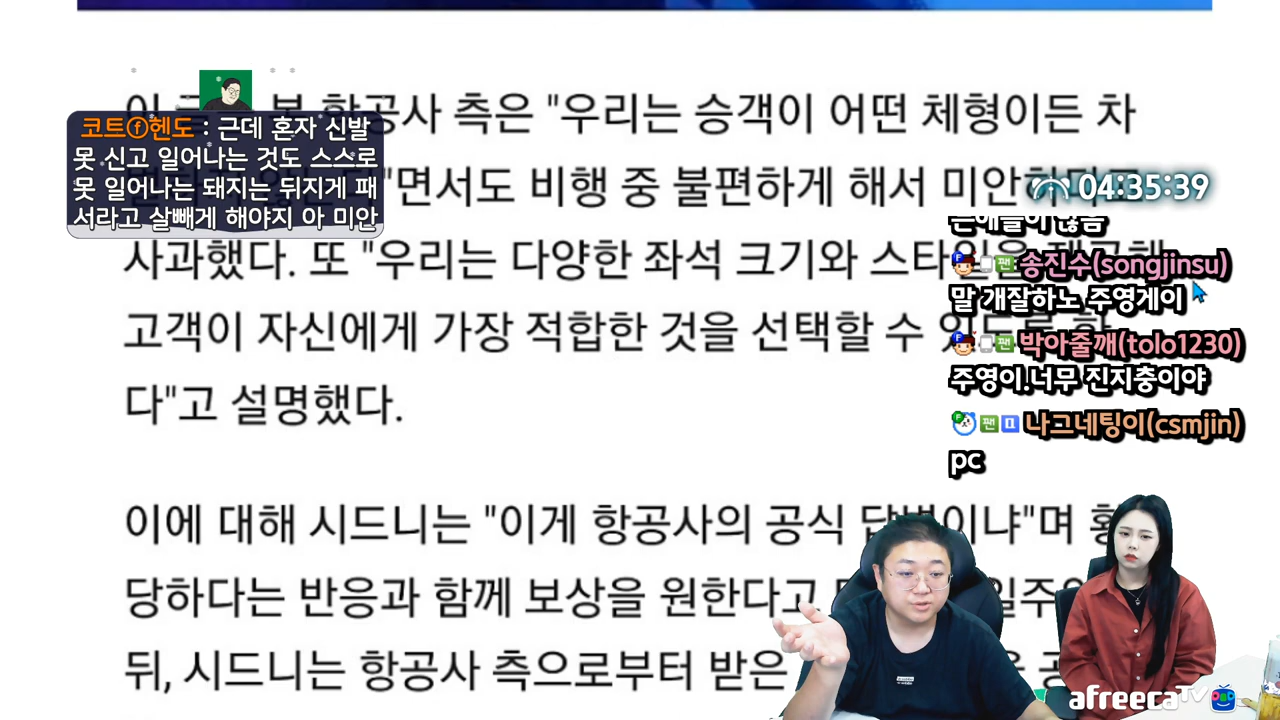 항공사 측은 "우리는 승객이 어떤 체형이든 차
"면서도 비행 중 불편하게 해서
사과했다. 또 "우리는 다양한 좌석 크기와
고객이 자신에게 가장 적합한 것을 선택할 수
다"고 설명했다.
이에 대해 시드니는 "이게 항공사의 공식
당하다는 반응과 함께 보상을 원한다고
뒤, 시드니는 항공사 측으로부터 받은
코트ⓕ헨도 : 근데 혼자 신발
못 신고 일어나는 것도 스스로
못 일어나는 돼지는 뒤지게 패
서라고 살빼게 해야지 아 미안
04:35:39
은애들이 많음
송진수(songjinsu)
말 개잘하노 주영게이
박아줄깨(tolo1230)
주영이.너무 진지충이야
나그네팅이(csmjin)
pc
afreecaTV